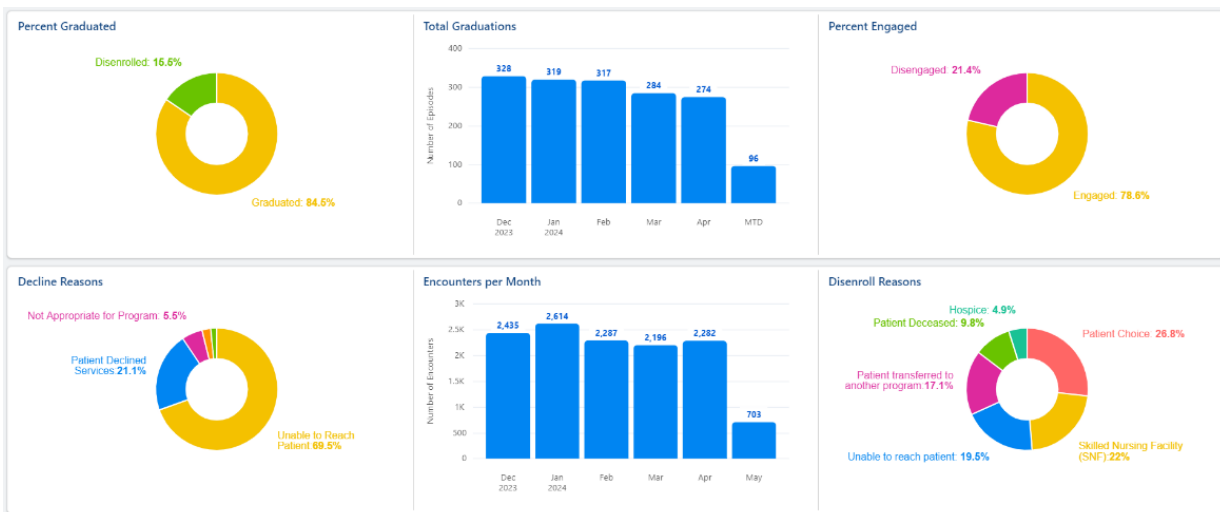 Percent Graduated
Disenrolled: 15.5%
Graduated: 84.5%
Total Graduations
400
300
200
100
0
Number of Episodes
328
319
317
284
274
96
Dec
2023
Jan
2024
Feb
Mar
Apr
MTD
Percent Engaged
Disengaged: 21.4%
Engaged: 78.6%
Decline Reasons
Not Appropriate for Program: 5.5%
Patient Declined
Services: 21.1%
Unable to Reach
Patient: 69.5%
Encounters per Month
3K
2.5K
2K
1.5K
1K
500
0
Number of Encounters
2,435
2,614
2,287
2,196
2,282
703
Dec
2023
Jan
2024
Feb
Mar
Apr
May
Disenroll Reasons
Hospice: 4.9%
Patient Deceased: 9.8%
Patient Choice: 26.8%
Patient transferred to
another program: 17.1%
Unable to reach patient: 19.5%
Skilled Nursing Facility
(SNF): 22%